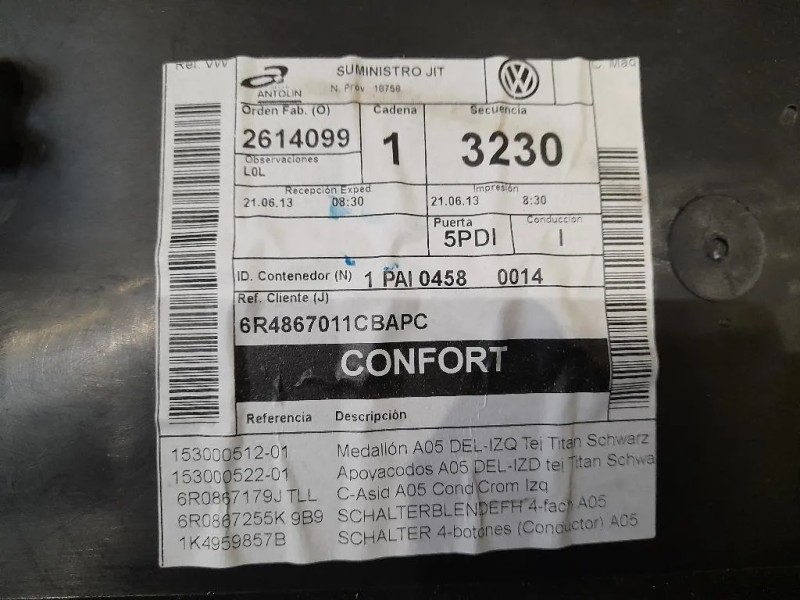 Ref. VW
ANTOLIN
SUMINISTRO JIT
N. Prov 18768
C. Maq
Orden Fab. (O)
2614099
Cadena
1
Secuencia
3230
Observaciones
L0L
Recepción Exped
21.06.13 08:30
Impresión
21.06.13 8:30
Puerta
5PDI
Conducción
I
ID. Contenedor (N) 1 PAI 0458 0014
Ref. Cliente (J)
6R4867011CBAPC
CONFORT
Referencia Descripción
153000512-01 Medallón A05 DEL-IZQ Tej Titan Schwarz
153000522-01 Apoyacodos A05 DEL-IZD tej Titan Schwa
6R0867179J TLL C-Asid A05 Cond Crom Izq
6R0867255K 9B9 SCHALTERBLENDEFH 4-fach A05
1K4959857B SCHALTER 4-botones (Conductor) A05